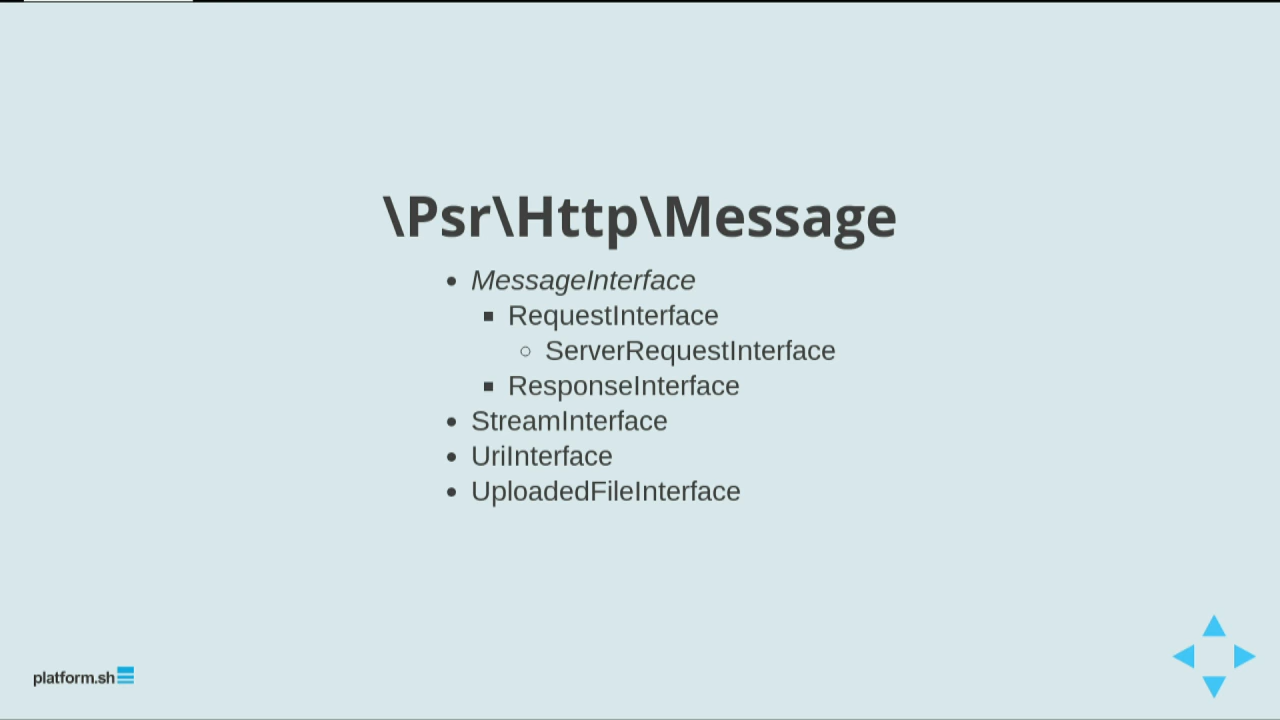 \Psr\Http\Message
MessageInterface
RequestInterface
ServerRequestInterface
ResponseInterface
StreamInterface
UriInterface
UploadedFileInterface
platform.sh